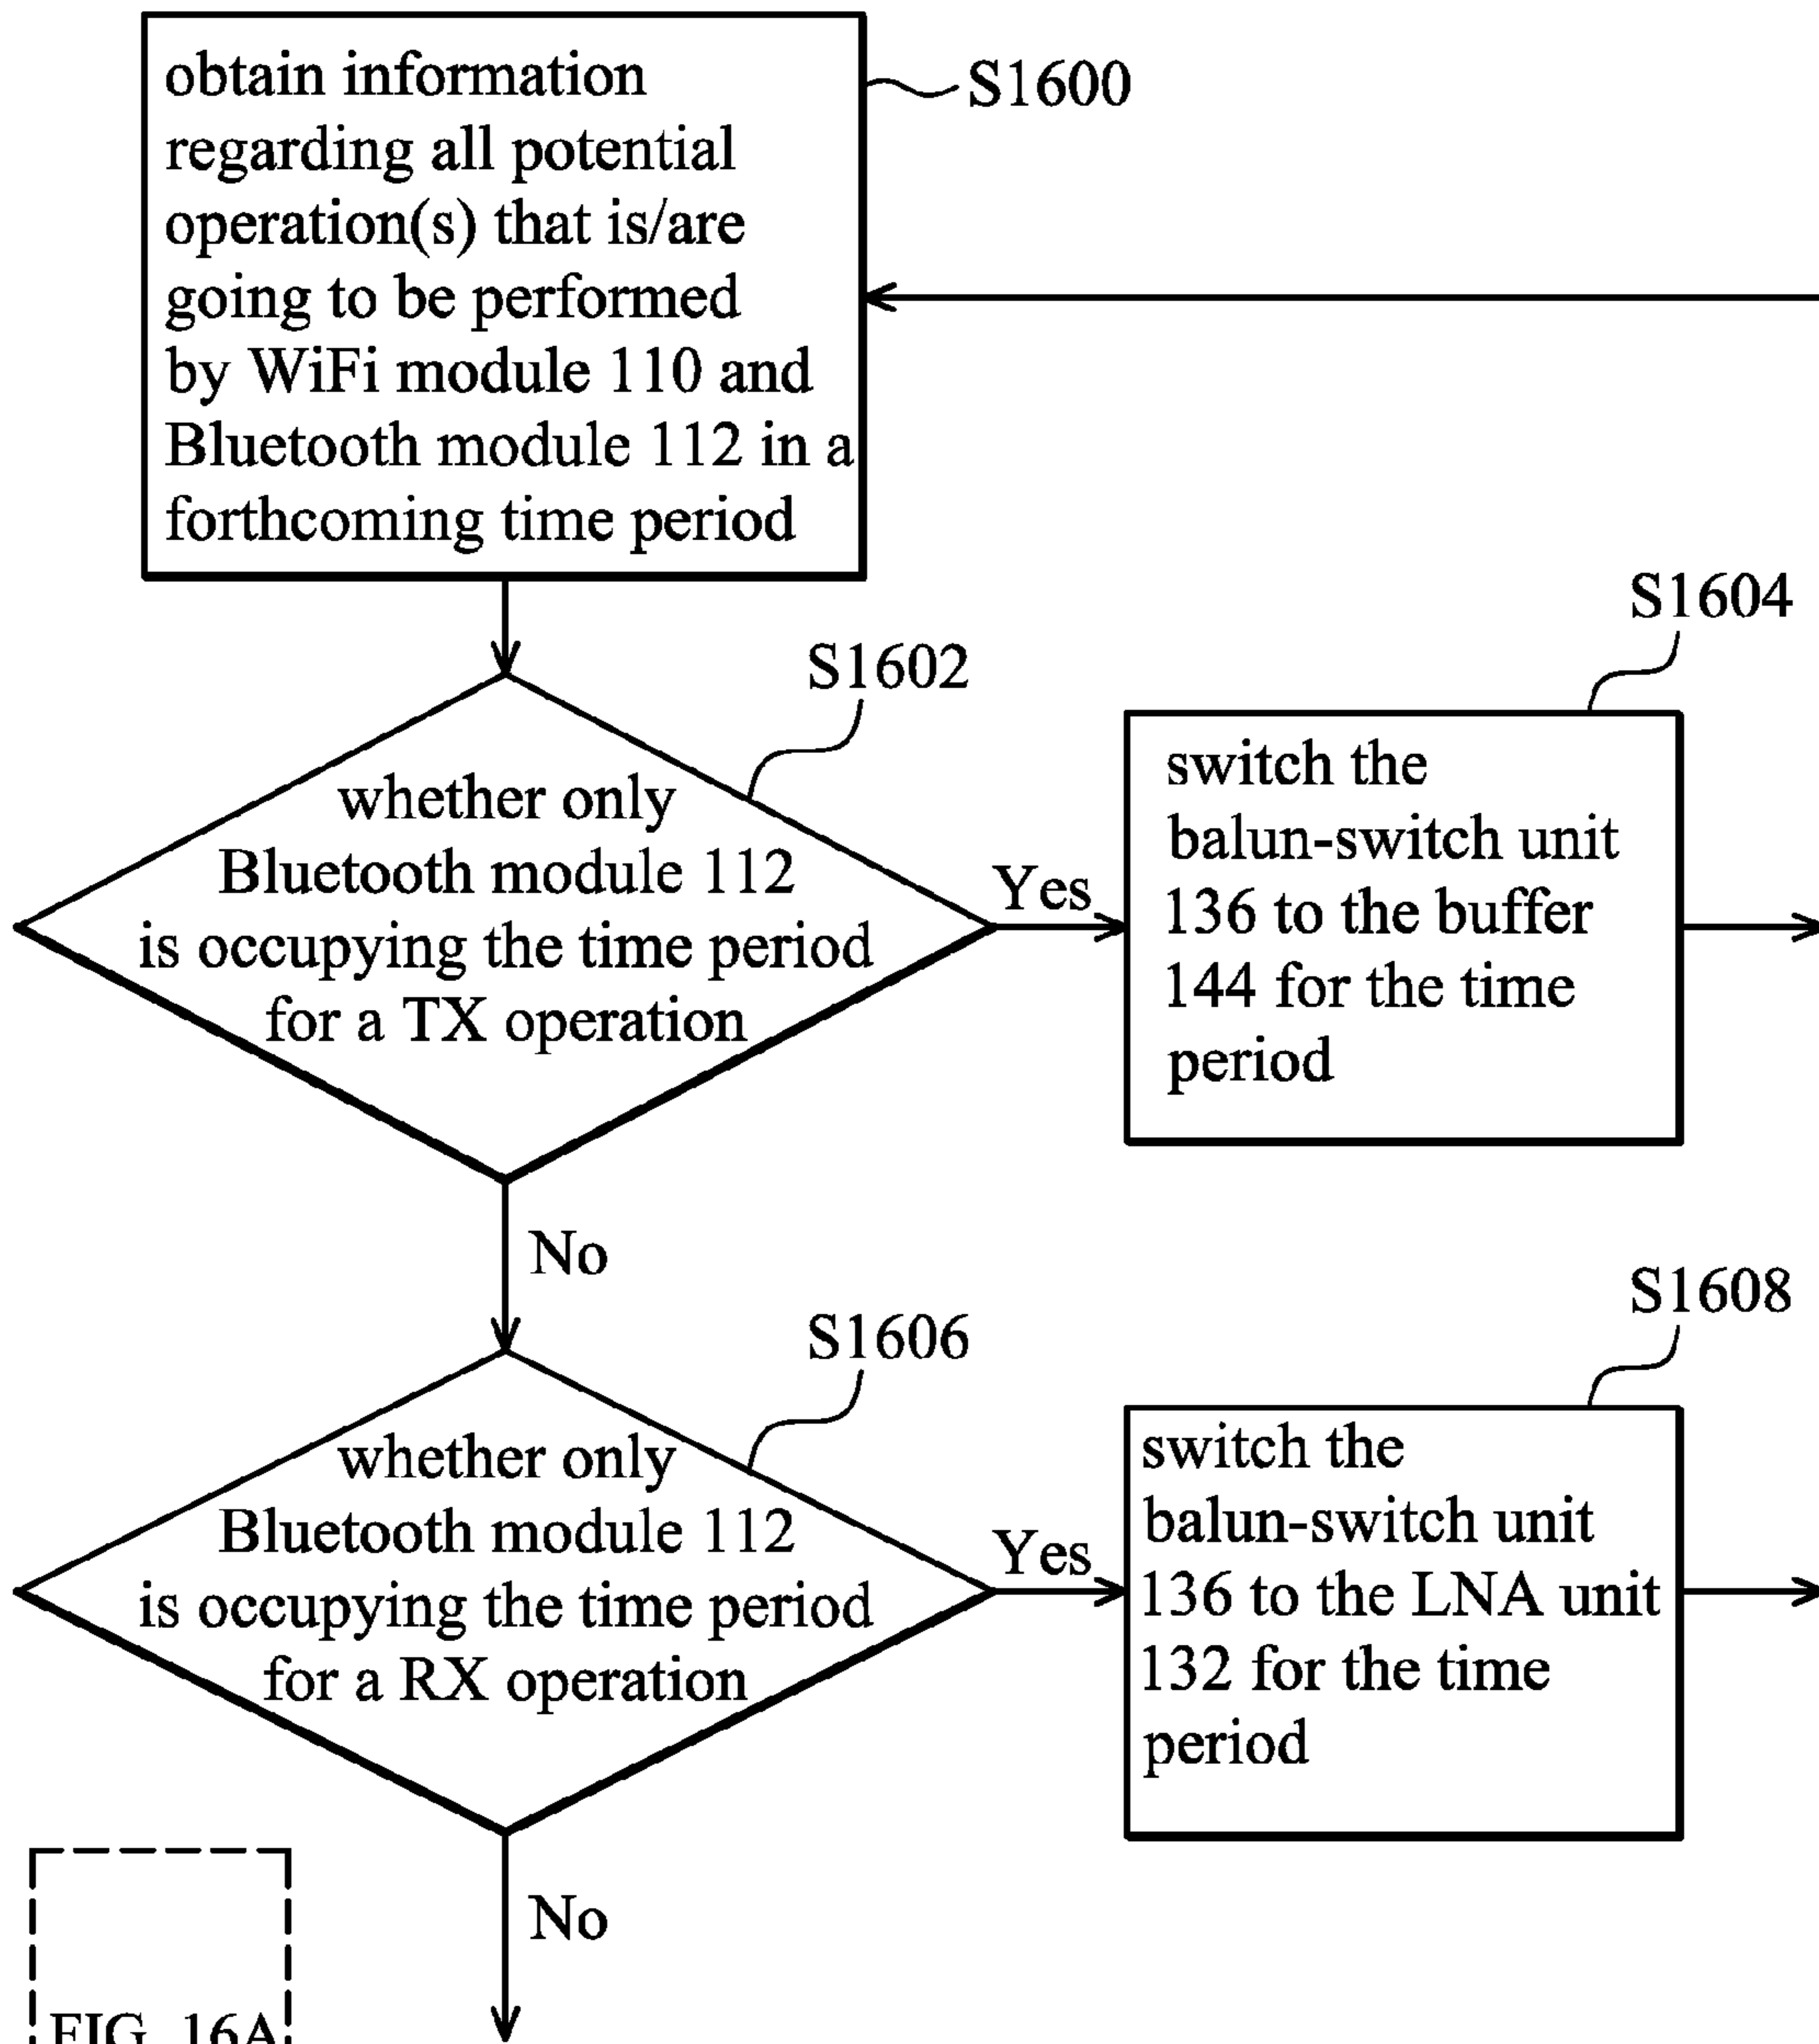 obtain information
regarding all potential
operation(s) that is/are
going to be performed
by WiFi module 110 and
Bluetooth module 112 in a
forthcoming time period
S1600
S1602
whether only
Bluetooth module 112
is occupying the time period
for a TX operation
Yes
S1604
switch the
balun-switch unit
136 to the buffer
144 for the time
period
No
S1606
whether only
Bluetooth module 112
is occupying the time period
for a RX operation
Yes
S1608
switch the
balun-switch unit
136 to the LNA unit
132 for the time
period
No
FIG. 16A